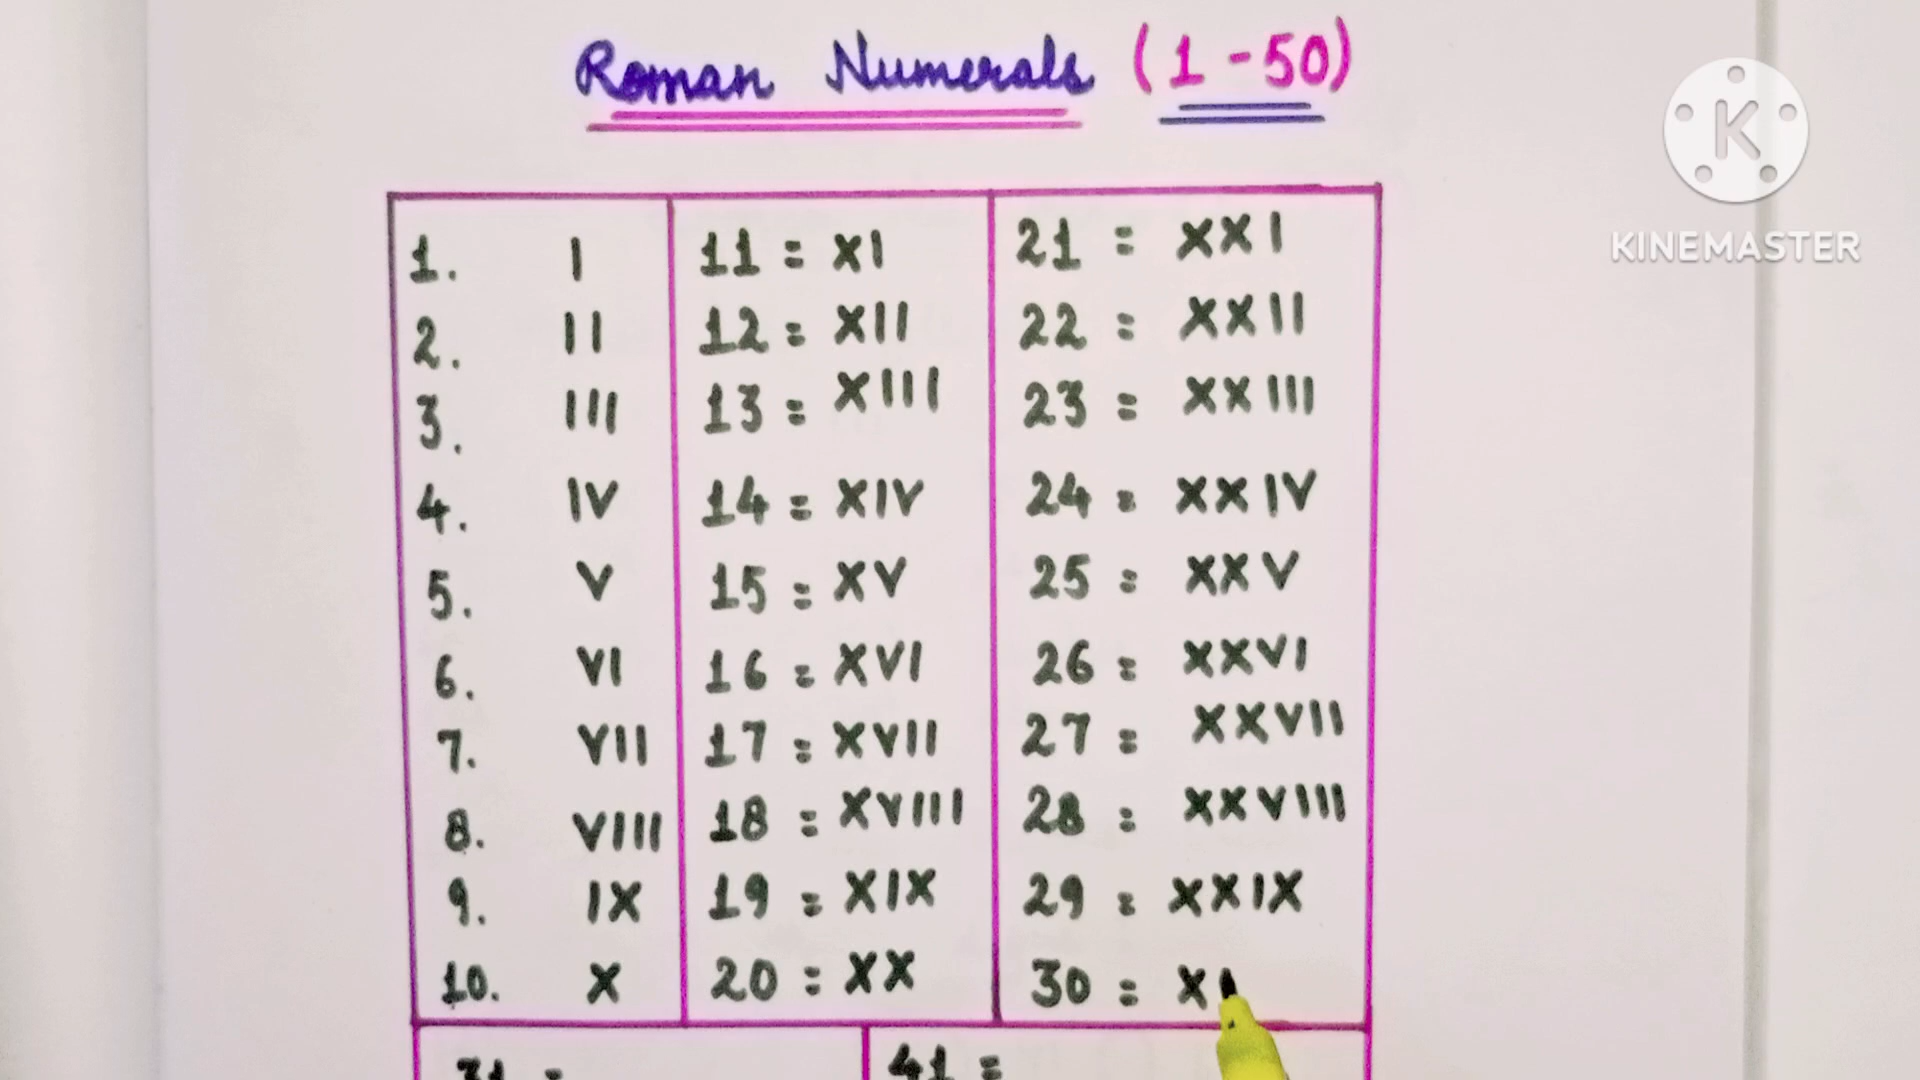 Roman Numerals (1-50)
K
KINEMASTER
1. I
2. II
3. III
4. IV
5. V
6. VI
7. VII
8. VIII
9. IX
10. X
11 = XI
12 = XII
13 = XIII
14 = XIV
15 = XV
16 = XVI
17 = XVII
18 = XVIII
19 = XIX
20 = XX
21 = XXI
22 = XXII
23 = XXIII
24 = XXIV
25 = XXV
26 = XXVI
27 = XXVII
28 = XXVIII
29 = XXIX
30 = X
31 =
41 =